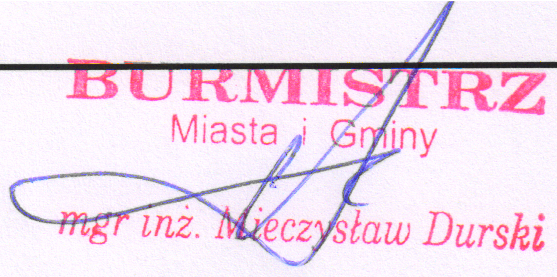 BURMISTRZ
Miasta i Gminy
mgr inż. Mieczysław Durski